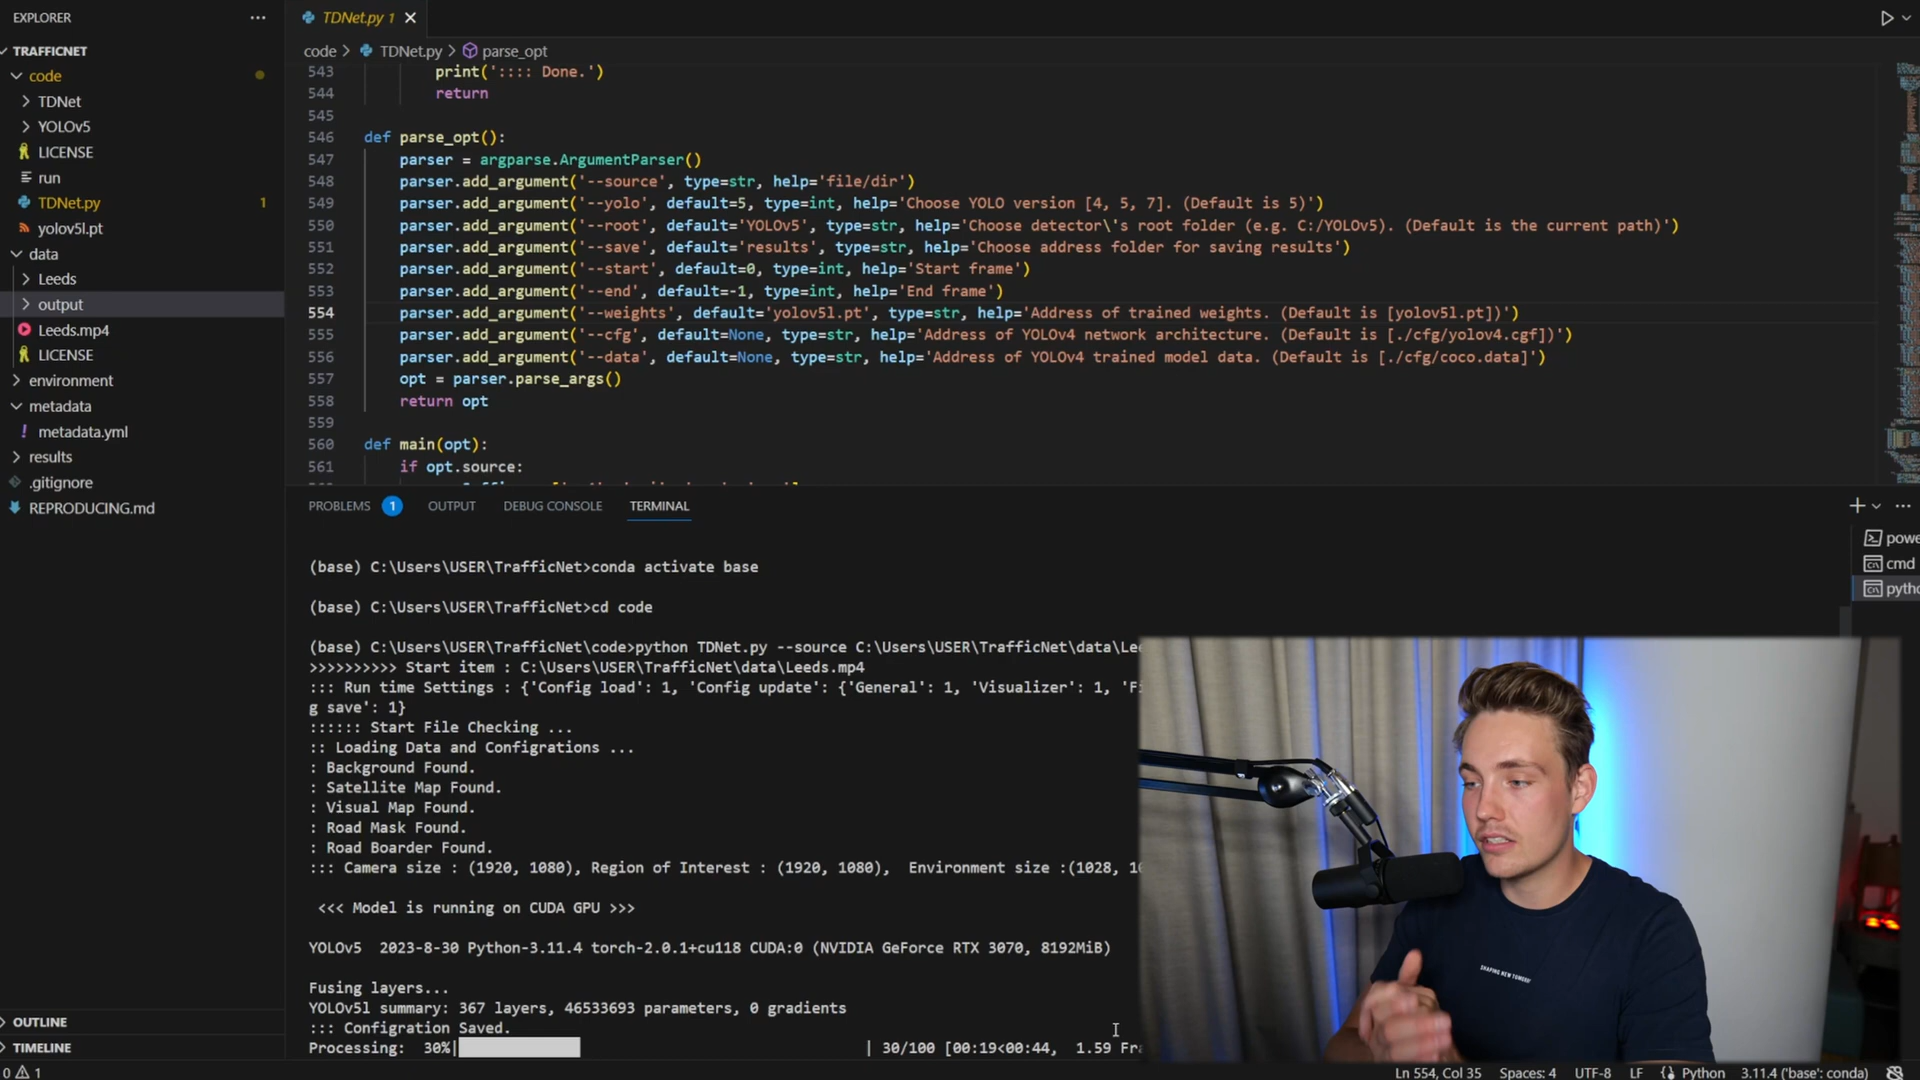 EXPLORER
TRAFFICNET
code
TDNet
YOLOv5
LICENSE
run
TDNet.py 1
yolov5l.pt
data
Leeds
output
Leeds.mp4
LICENSE
environment
metadata
metadata.yml
results
.gitignore
REPRODUCING.md
OUTLINE
TIMELINE
TDNet.py 1
code > TDNet.py > parse_opt
543 print(':::: Done.')
544 return
545
546 def parse_opt():
547 parser = argparse.ArgumentParser()
548 parser.add_argument('--source', type=str, help='file/dir')
549 parser.add_argument('--yolo', default=5, type=int, help='Choose YOLO version [4, 5, 7]. (Default is 5)')
550 parser.add_argument('--root', default='YOLOv5', type=str, help='Choose detector\'s root folder (e.g. C:/YOLOv5). (Default is the current path)')
551 parser.add_argument('--save', default='results', type=str, help='Choose address folder for saving results')
552 parser.add_argument('--start', default=0, type=int, help='Start frame')
553 parser.add_argument('--end', default=-1, type=int, help='End frame')
554 parser.add_argument('--weights', default='yolov5l.pt', type=str, help='Address of trained weights. (Default is [yolov5l.pt])')
555 parser.add_argument('--cfg', default=None, type=str, help='Address of YOLOv4 network architecture. (Default is [./cfg/yolov4.cgf])')
556 parser.add_argument('--data', default=None, type=str, help='Address of YOLOv4 trained model data. (Default is [./cfg/coco.data]')
557 opt = parser.parse_args()
558 return opt
559
560 def main(opt):
561 if opt.source:
PROBLEMS 1 OUTPUT DEBUG CONSOLE TERMINAL
powe
cmd
pytho
(base) C:\Users\USER\TrafficNet>conda activate base
(base) C:\Users\USER\TrafficNet>cd code
(base) C:\Users\USER\TrafficNet\code>python TDNet.py --source C:\Users\USER\TrafficNet\data\Lee
>>>>>>>>>> Start item : C:\Users\USER\TrafficNet\data\Leeds.mp4
::: Run time Settings : {'Config load': 1, 'Config update': {'General': 1, 'Visualizer': 1, 'Fi
g save': 1}
:::::: Start File Checking ...
:: Loading Data and Configrations ...
: Background Found.
: Satellite Map Found.
: Visual Map Found.
: Road Mask Found.
: Road Boarder Found.
::: Camera size : (1920, 1080), Region of Interest : (1920, 1080), Environment size :(1028, 10
<<< Model is running on CUDA GPU >>>
YOLOv5 2023-8-30 Python-3.11.4 torch-2.0.1+cu118 CUDA:0 (NVIDIA GeForce RTX 3070, 8192MiB)
Fusing layers...
YOLOv5l summary: 367 layers, 46533693 parameters, 0 gradients
::: Configration Saved.
Processing: 30%| | 30/100 [00:19<00:44, 1.59 Fra
SHAPING NEW TOMORROW
0 1
Ln 554, Col 35 Spaces: 4 UTF-8 LF Python 3.11.4 ('base': conda)